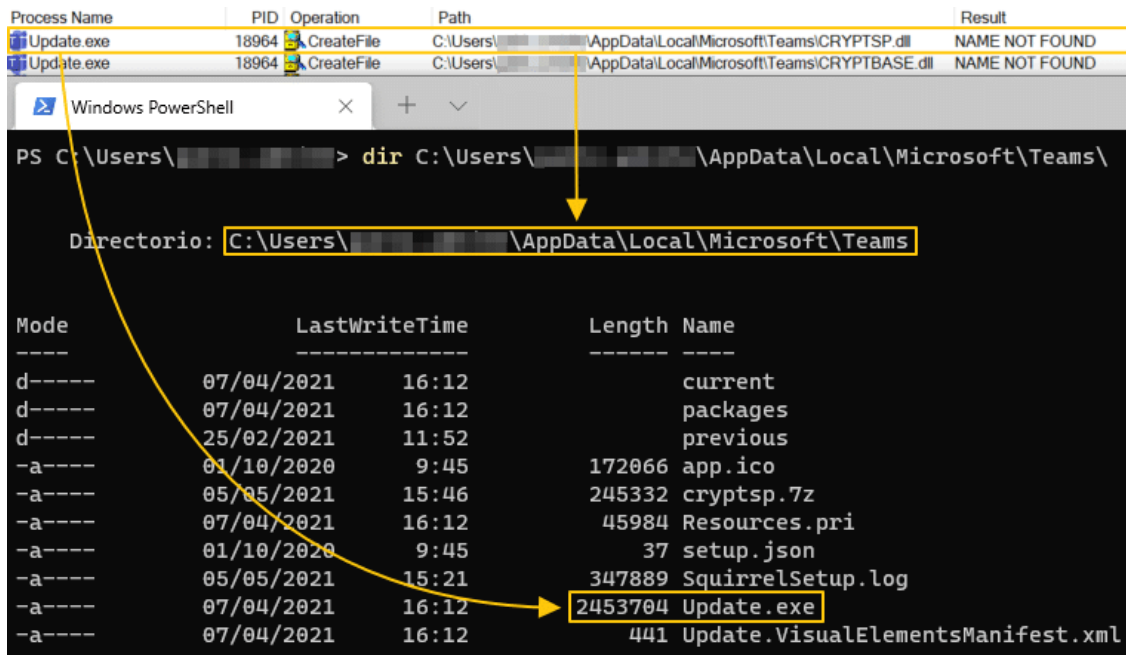 Process Name PID Operation Path Result
Update.exe 18964 CreateFile C:\Users\ \AppData\Local\Microsoft\Teams\CRYPTSP.dll NAME NOT FOUND
Update.exe 18964 CreateFile C:\Users\ \AppData\Local\Microsoft\Teams\CRYPTBASE.dll NAME NOT FOUND
Windows PowerShell
PS C:\Users\ > dir C:\Users\ \AppData\Local\Microsoft\Teams\
Directorio: C:\Users\ \AppData\Local\Microsoft\Teams
Mode LastWriteTime Length Name
---- ------------- ------ ----
d----- 07/04/2021 16:12 current
d----- 07/04/2021 16:12 packages
d----- 25/02/2021 11:52 previous
-a---- 01/10/2020 9:45 172066 app.ico
-a---- 05/05/2021 15:46 245332 cryptsp.7z
-a---- 07/04/2021 16:12 45984 Resources.pri
-a---- 01/10/2020 9:45 37 setup.json
-a---- 05/05/2021 15:21 347889 SquirrelSetup.log
-a---- 07/04/2021 16:12 2453704 Update.exe
-a---- 07/04/2021 16:12 441 Update.VisualElementsManifest.xml